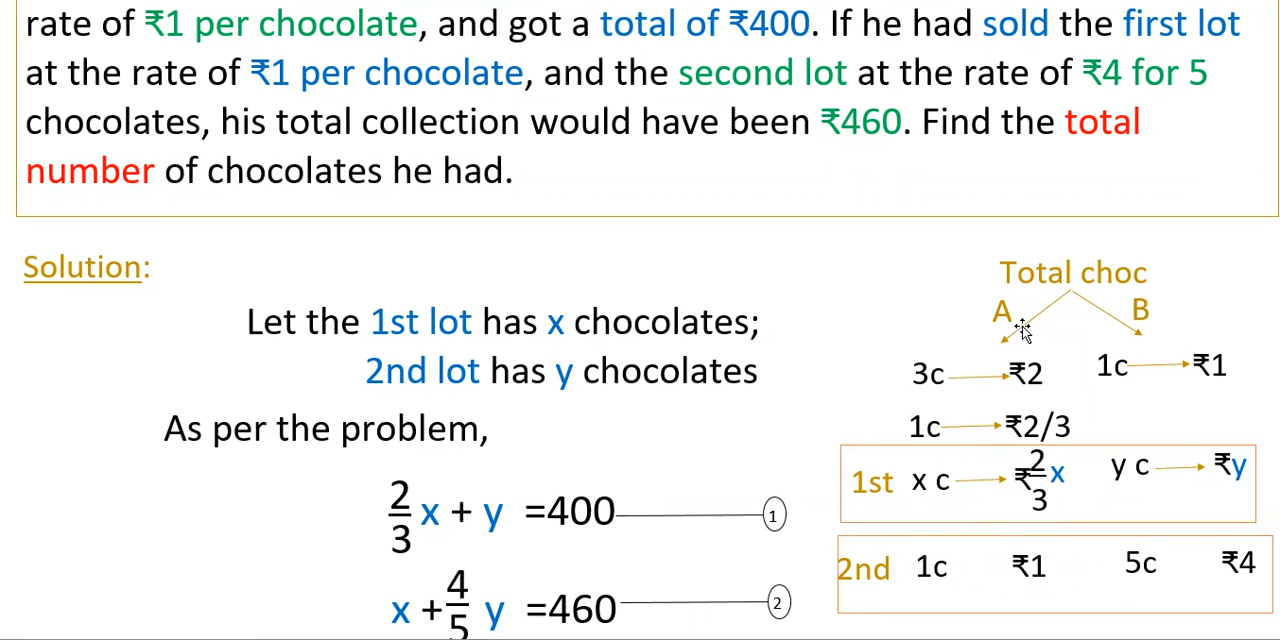 rate of ₹1 per chocolate, and got a total of ₹400. If he had sold the first lot
at the rate of ₹1 per chocolate, and the second lot at the rate of ₹4 for 5
chocolates, his total collection would have been ₹460. Find the total
number of chocolates he had.
Solution:
Let the 1st lot has x chocolates;
2nd lot has y chocolates
As per the problem,
2/3 x + y =400 1
x + 4/5 y =460 2
Total choc
A B
3c ₹2 1c ₹1
1c ₹2/3
1st x c ₹2/3 x y c ₹y
2nd 1c ₹1 5c ₹4